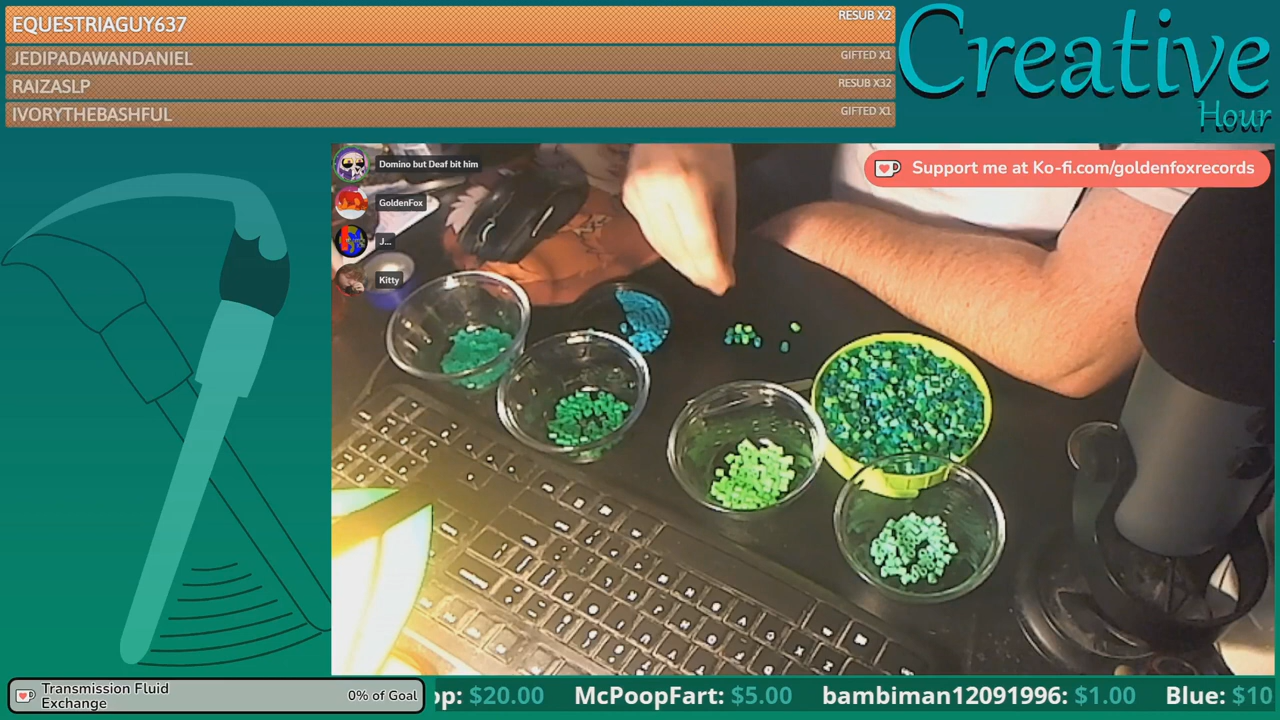 EQUESTRIAGUY637
RESUB X2
JEDIPADAWANDANIEL
GIFTED X1
RAIZASLP
RESUB X32
IVORYTHEBASHFUL
GIFTED X1
Creative
Hour
Domino but Deaf bit him
GoldenFox
J...
Kitty
Support me at Ko-fi.com/goldenfoxrecords
Transmission Fluid
Exchange
0% of Goal
pp: $20.00 McPoopFart: $5.00 bambiman12091996: $1.00 Blue: $10